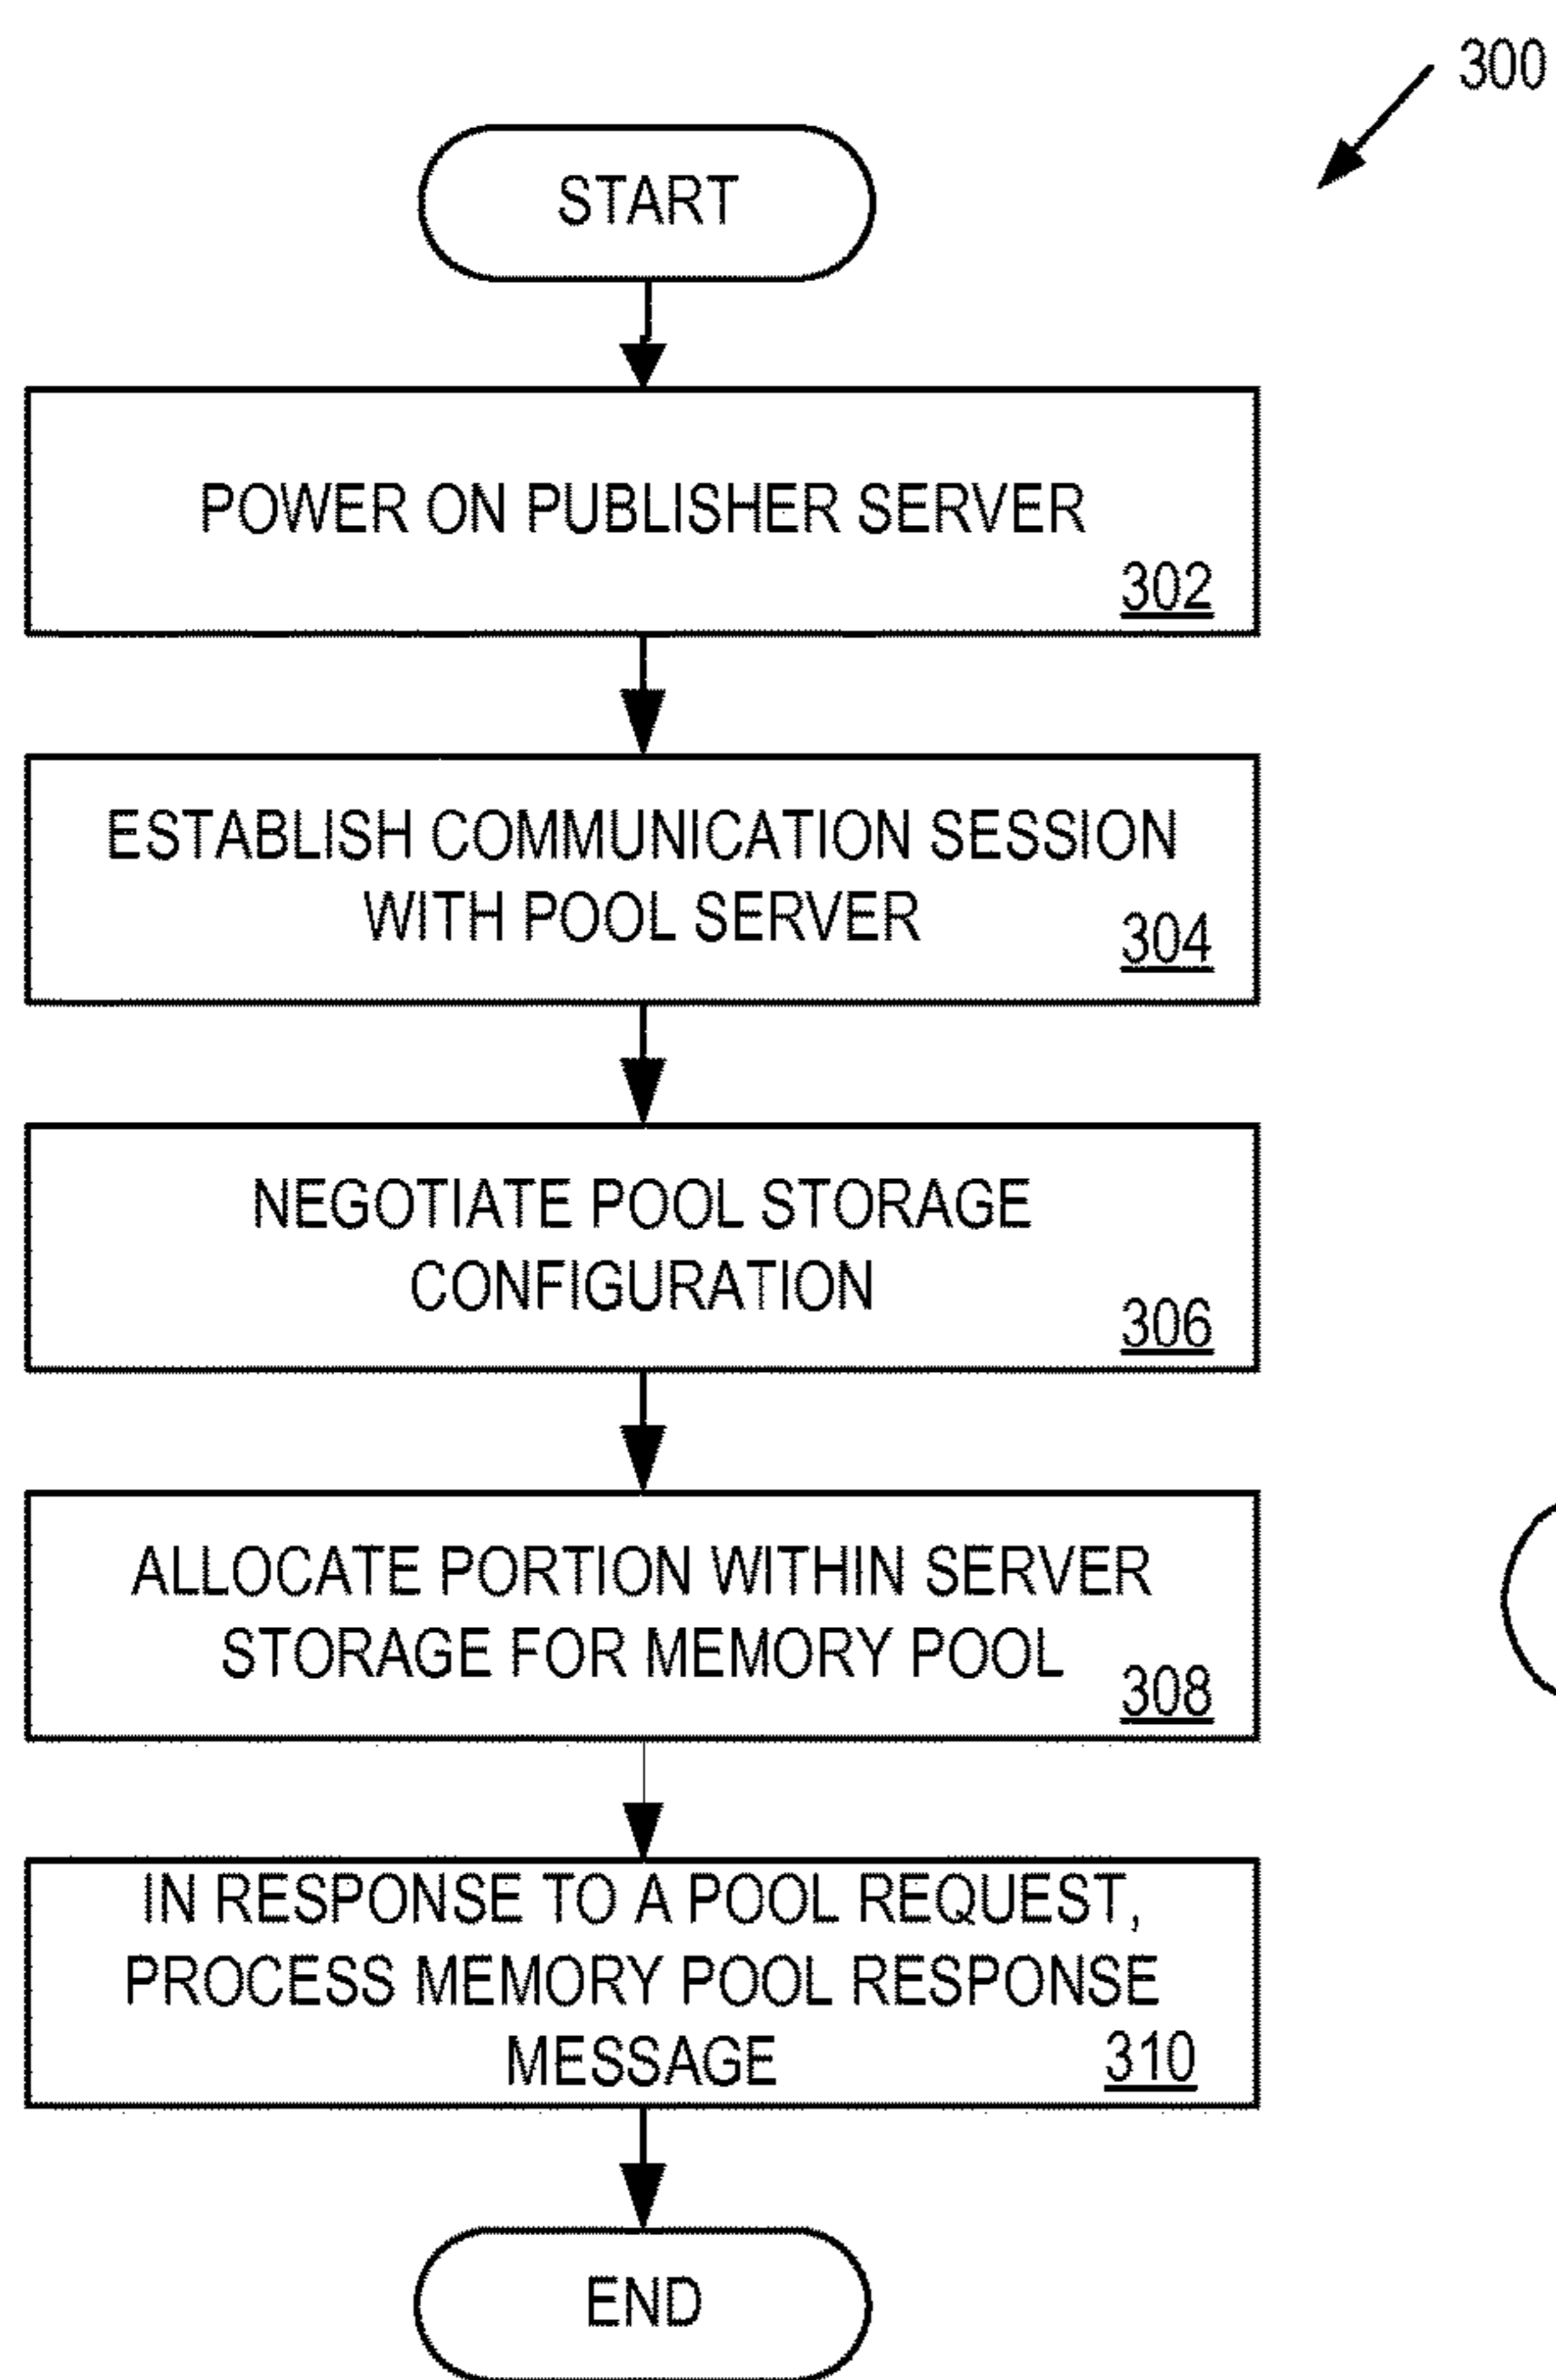 300
START
POWER ON PUBLISHER SERVER
302
ESTABLISH COMMUNICATION SESSION
WITH POOL SERVER
304
NEGOTIATE POOL STORAGE
CONFIGURATION
306
ALLOCATE PORTION WITHIN SERVER
STORAGE FOR MEMORY POOL
308
IN RESPONSE TO A POOL REQUEST,
PROCESS MEMORY POOL RESPONSE
MESSAGE
310
END